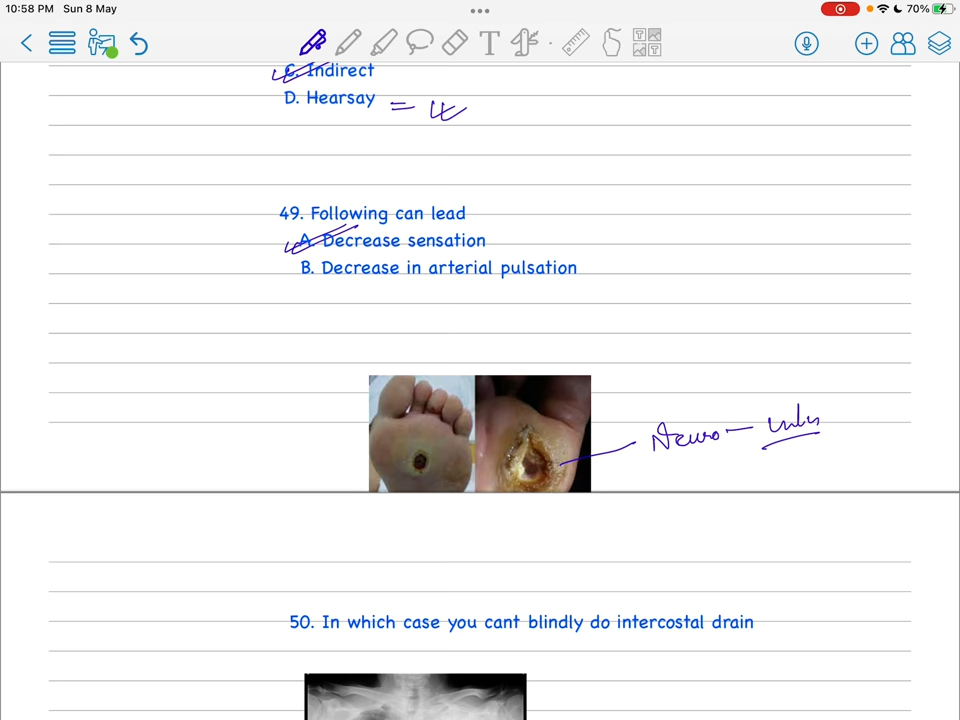 10:58 PM Sun 8 May
70%
C. Indirect
D. Hearsay =
49. Following can lead
A. Decrease sensation
B. Decrease in arterial pulsation
Neuro -
50. In which case you cant blindly do intercostal drain